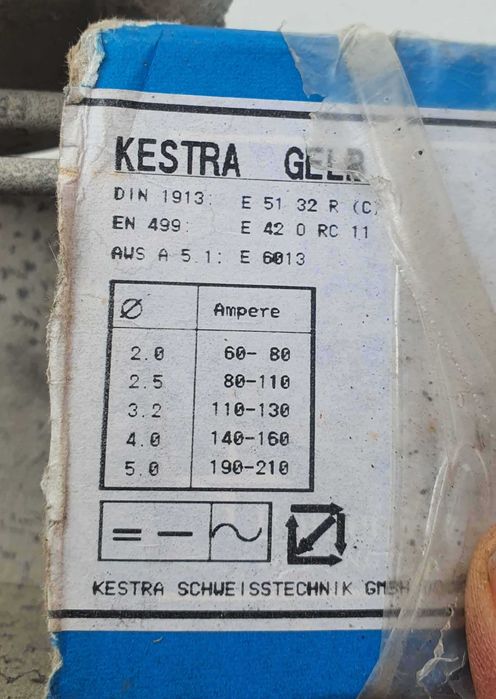 KESTRA GELB
DIN 1913: E 51 32 R (C)
EN 499: E 42 0 RC 11
AWS A 5.1: E 6013
Ø Ampere
2.0 60-80
2.5 80-110
3.2 110-130
4.0 140-160
5.0 190-210
= — ~
KESTRA SCHWEISSTECHNIK GMBH